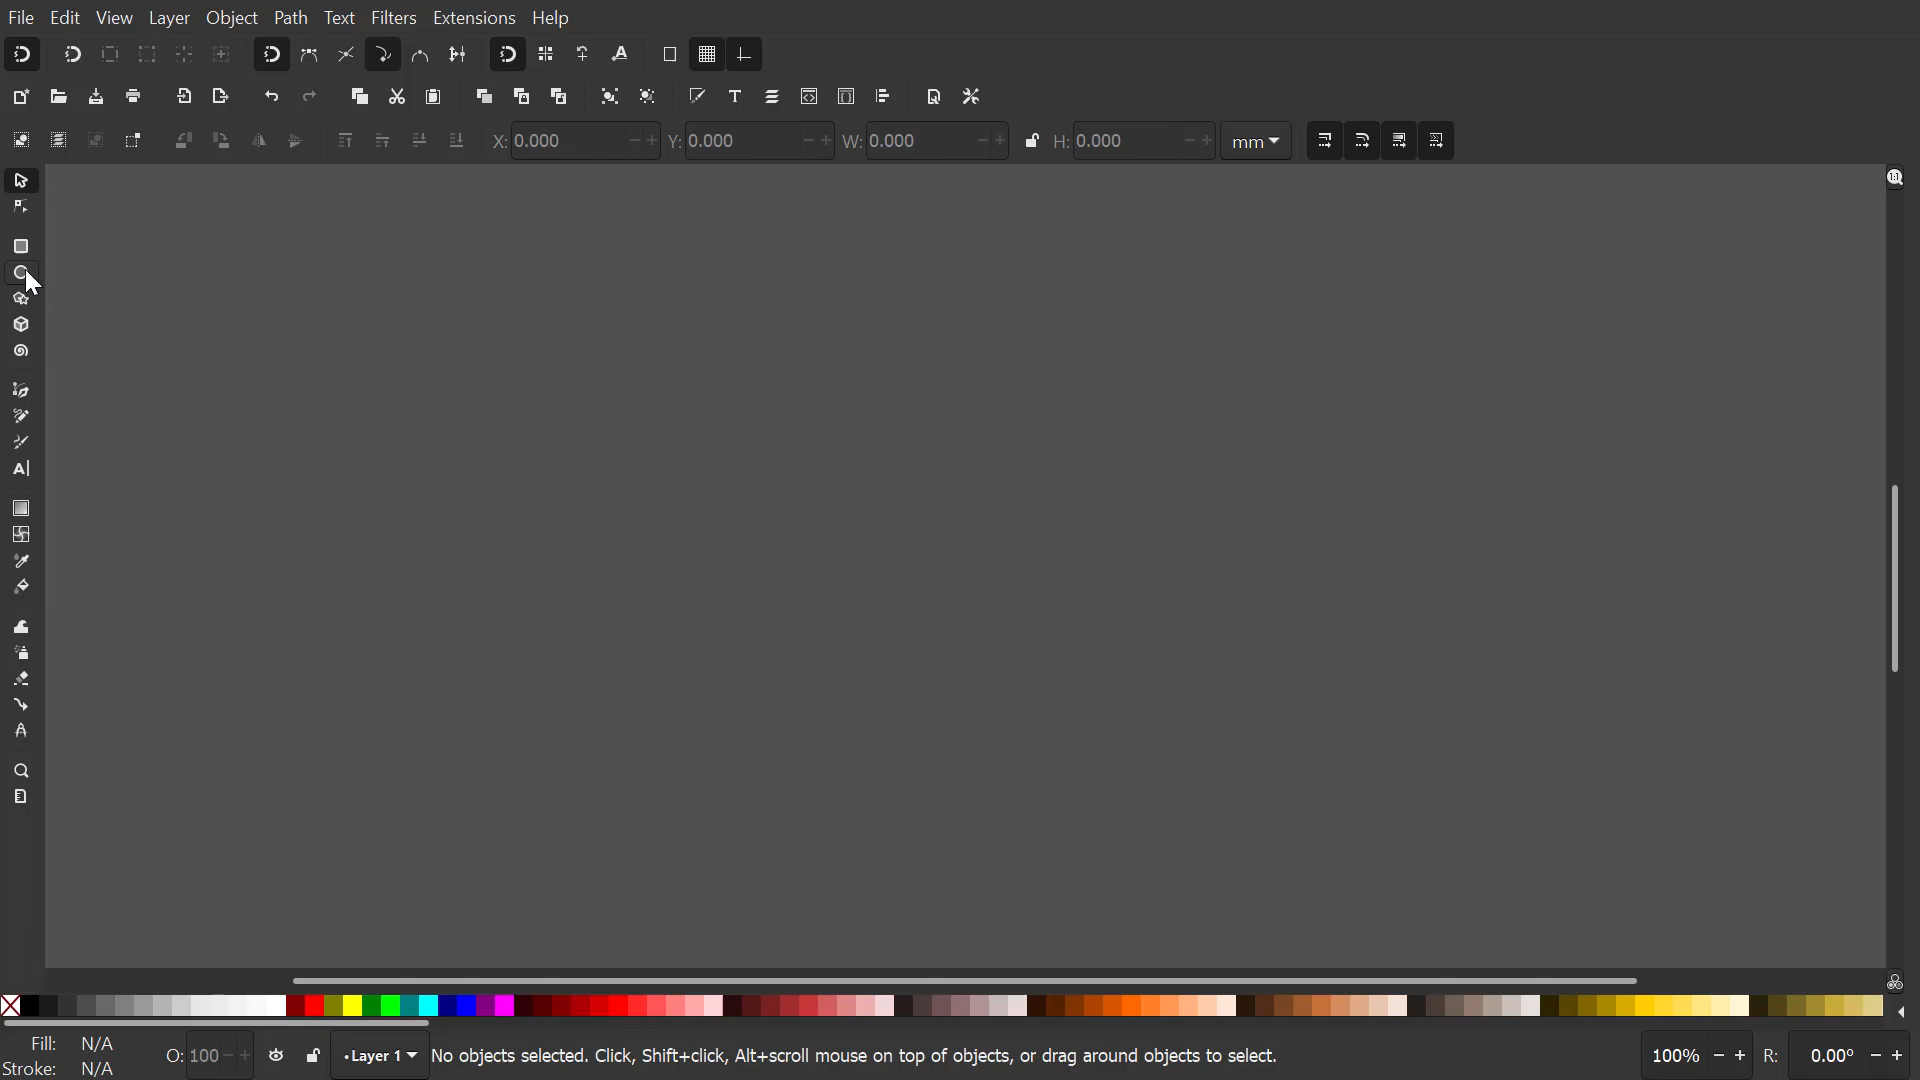 File Edit View Layer Object Path Text Filters Extensions Help
X: 0.000 Y: 0.000 W: 0.000 H: 0.000 mm
Fill: N/A
Stroke: N/A
O: 100
•Layer 1
No objects selected. Click, Shift+click, Alt+scroll mouse on top of objects, or drag around objects to select.
100%
R: 0.00°